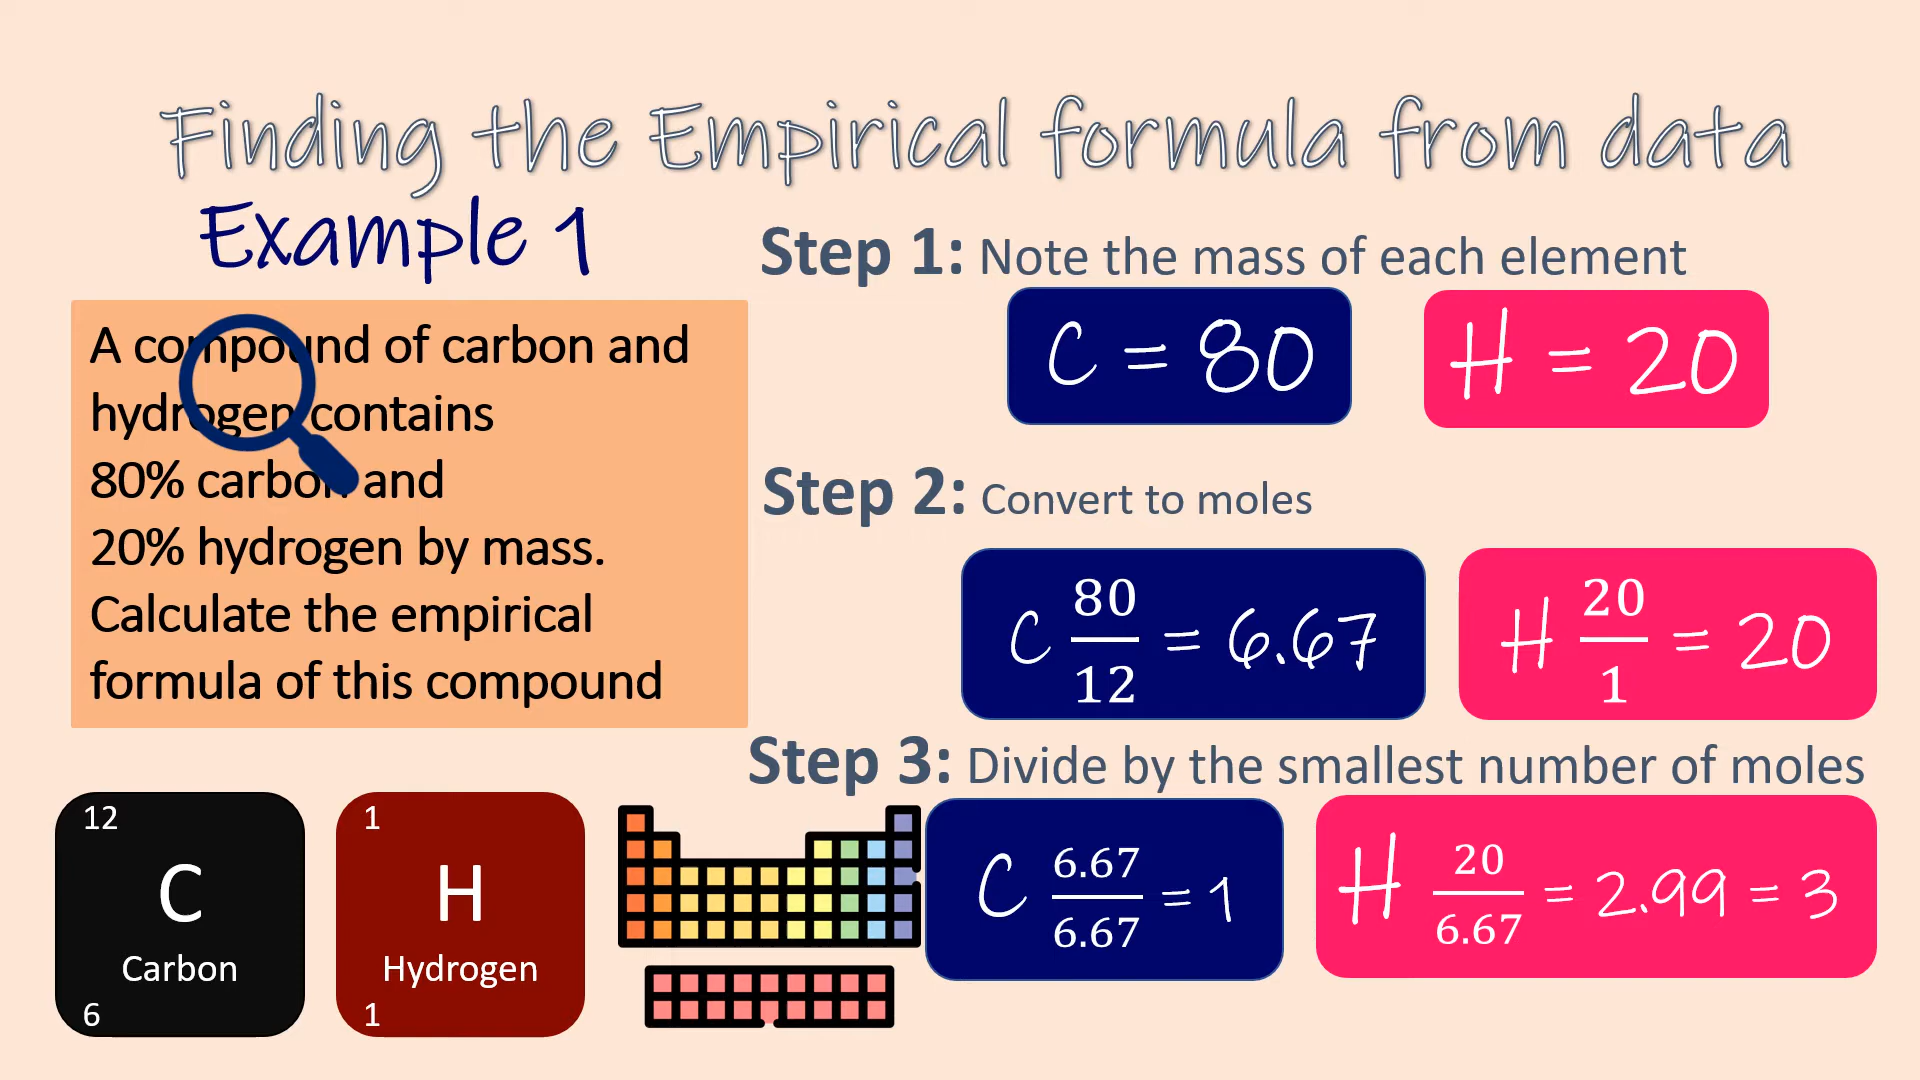 Finding the Empirical formula from data
Example 1
A compound of carbon and
hydrogen contains
80% carbon and
20% hydrogen by mass.
Calculate the empirical
formula of this compound
Step 1: Note the mass of each element
C = 80
H = 20
Step 2: Convert to moles
C 80/12 = 6.67
H 20/1 = 20
Step 3: Divide by the smallest number of moles
C 6.67/6.67 = 1
H 20/6.67 = 2.99 = 3
12
C
Carbon
6
1
H
Hydrogen
1